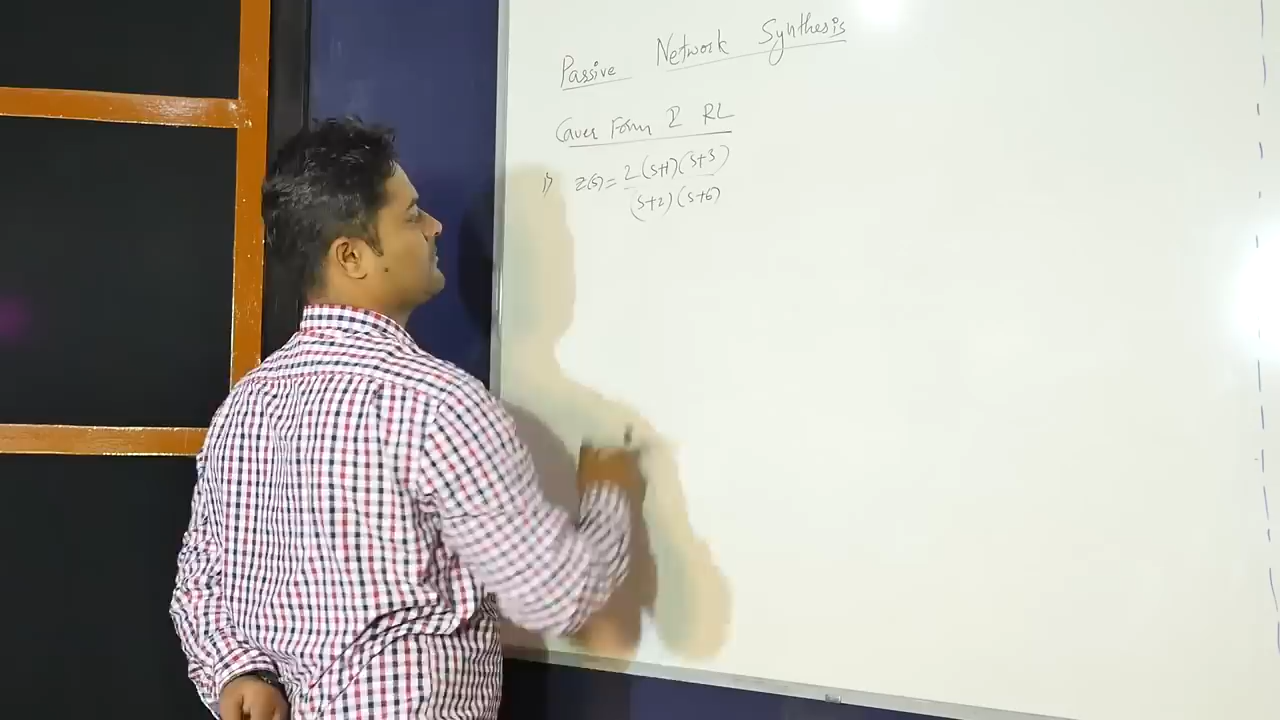 Passive Network Synthesis
Cauer Form I RL
1) Z(s)= 2(s+1)(s+3)
(s+2)(s+6)